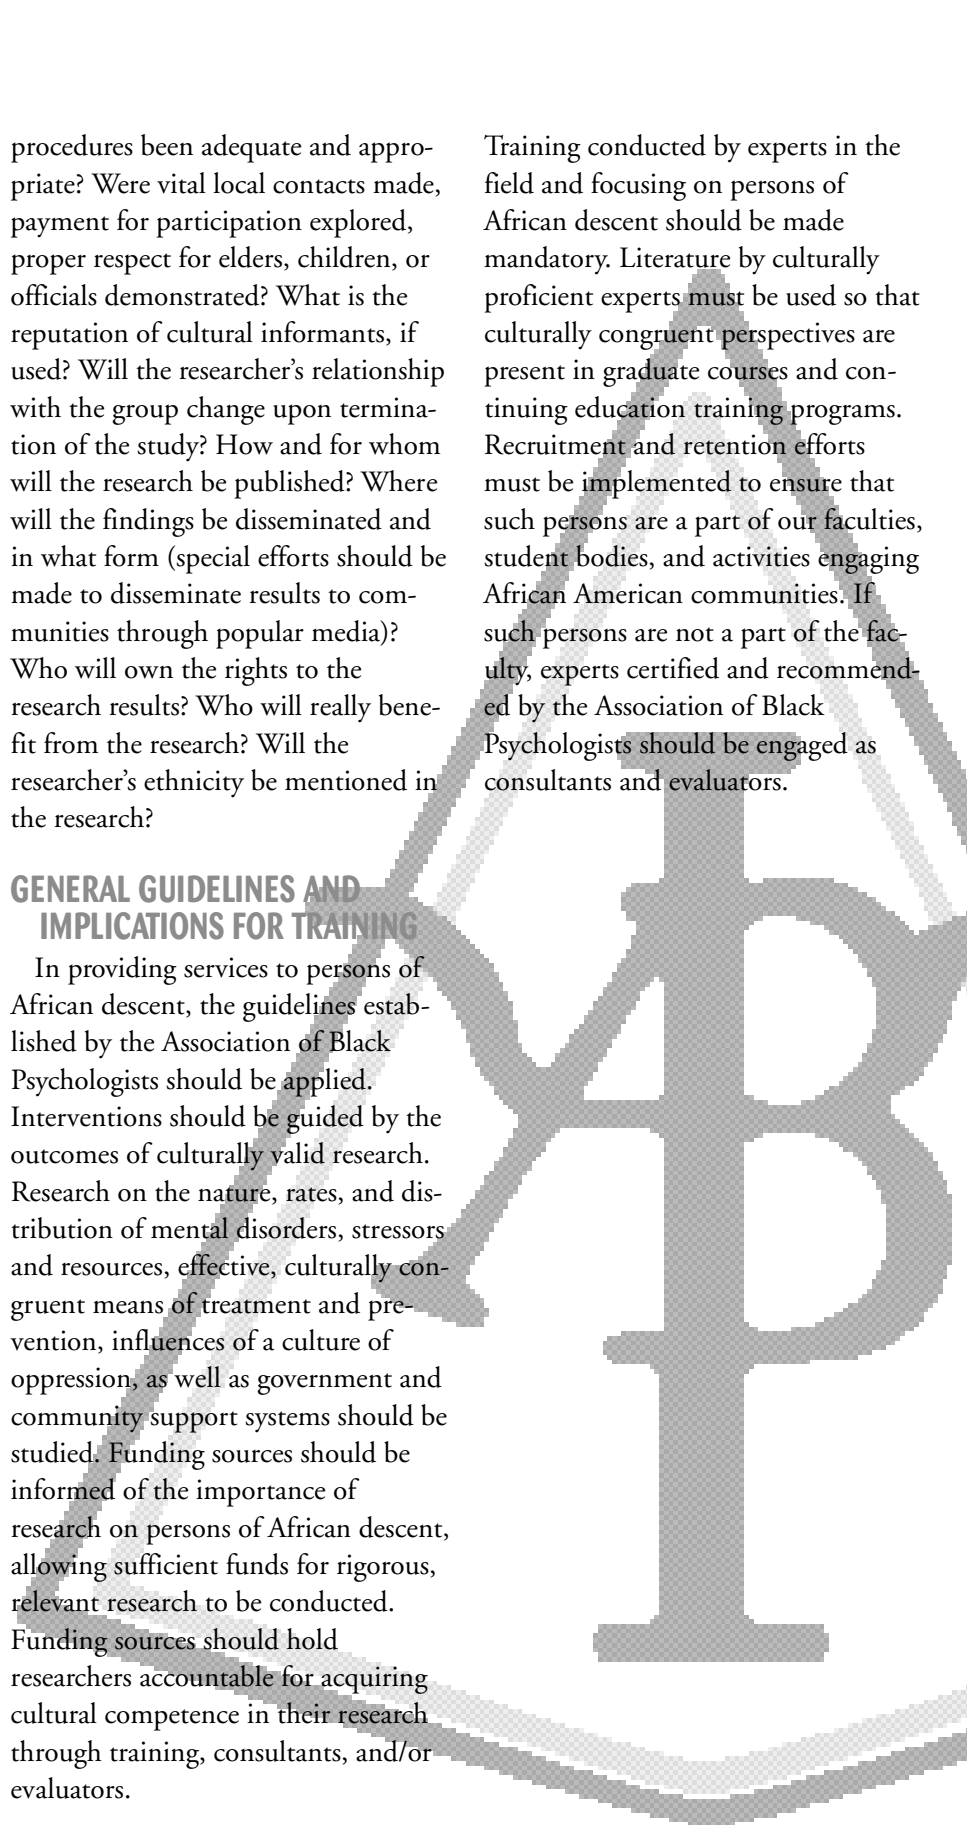 procedures been adequate and appro-
priate? Were vital local contacts made,
payment for participation explored,
proper respect for elders, children, or
officials demonstrated? What is the
reputation of cultural informants, if
used? Will the researcher’s relationship
with the group change upon termina-
tion of the study? How and for whom
will the research be published? Where
will the findings be disseminated and
in what form (special efforts should be
made to disseminate results to com-
munities through popular media)?
Who will own the rights to the
research results? Who will really bene-
fit from the research? Will the
researcher’s ethnicity be mentioned in
the research?
GENERAL GUIDELINES AND
IMPLICATIONS FOR TRAINING
In providing services to persons of
African descent, the guidelines estab-
lished by the Association of Black
Psychologists should be applied.
Interventions should be guided by the
outcomes of culturally valid research.
Research on the nature, rates, and dis-
tribution of mental disorders, stressors
and resources, effective, culturally con-
gruent means of treatment and pre-
vention, influences of a culture of
oppression, as well as government and
community support systems should be
studied. Funding sources should be
informed of the importance of
research on persons of African descent,
allowing sufficient funds for rigorous,
relevant research to be conducted.
Funding sources should hold
researchers accountable for acquiring
cultural competence in their research
through training, consultants, and/or
evaluators.
Training conducted by experts in the
field and focusing on persons of
African descent should be made
mandatory. Literature by culturally
proficient experts must be used so that
culturally congruent perspectives are
present in graduate courses and con-
tinuing education training programs.
Recruitment and retention efforts
must be implemented to ensure that
such persons are a part of our faculties,
student bodies, and activities engaging
African American communities. If
such persons are not a part of the fac-
ulty, experts certified and recommend-
ed by the Association of Black
Psychologists should be engaged as
consultants and evaluators.